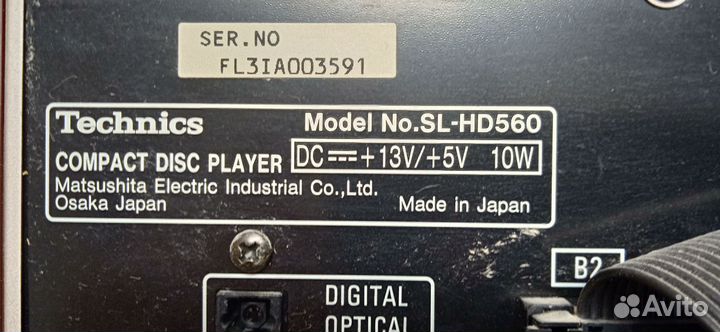 SER.NO
FL3IA003591
Technics Model No.SL-HD560
COMPACT DISC PLAYER DC⎓+13V/+5V 10W
Matsushita Electric Industrial Co.,Ltd.
Osaka Japan Made in Japan
B2
DIGITAL
OPTICAL
Avito